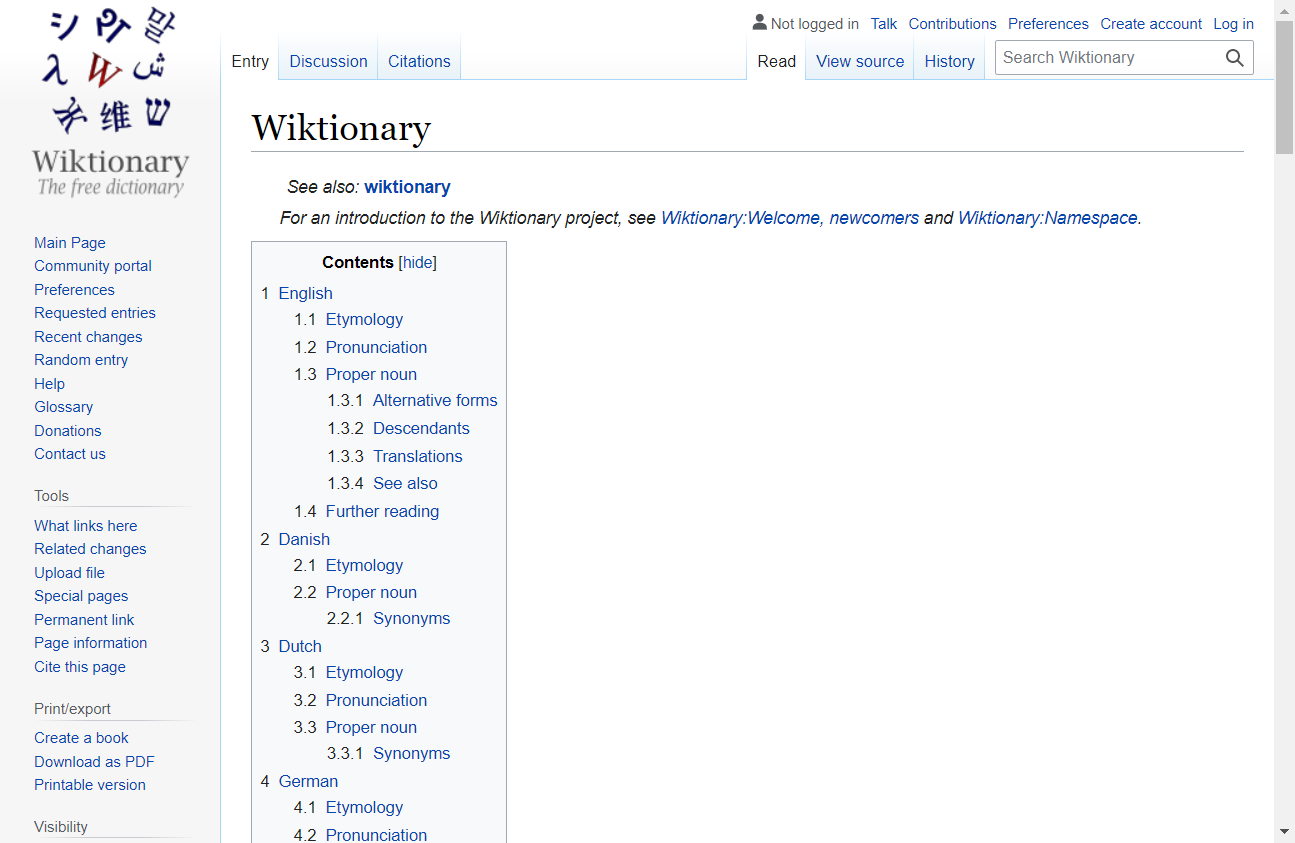 シ
வி
말
λ
W
ش
维
ש
Wiktionary
The free dictionary
Not logged in Talk Contributions Preferences Create account Log in
Entry Discussion Citations Read View source History Search Wiktionary
Wiktionary
See also: wiktionary
For an introduction to the Wiktionary project, see Wiktionary:Welcome, newcomers and Wiktionary:Namespace.
Contents [hide]
1 English
1.1 Etymology
1.2 Pronunciation
1.3 Proper noun
1.3.1 Alternative forms
1.3.2 Descendants
1.3.3 Translations
1.3.4 See also
1.4 Further reading
2 Danish
2.1 Etymology
2.2 Proper noun
2.2.1 Synonyms
3 Dutch
3.1 Etymology
3.2 Pronunciation
3.3 Proper noun
3.3.1 Synonyms
4 German
4.1 Etymology
4.2 Pronunciation
Main Page
Community portal
Preferences
Requested entries
Recent changes
Random entry
Help
Glossary
Donations
Contact us
Tools
What links here
Related changes
Upload file
Special pages
Permanent link
Page information
Cite this page
Print/export
Create a book
Download as PDF
Printable version
Visibility